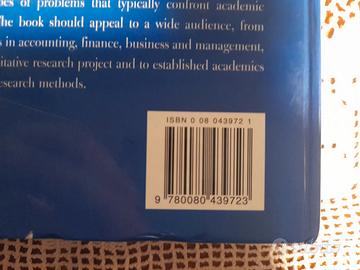 pes of problems that typically confront academic
The book should appeal to a wide audience, from
s in accounting, finance, business and management,
itative research project and to established academics
esearch methods.
ISBN 0 08 043972 1
9 780080 439723